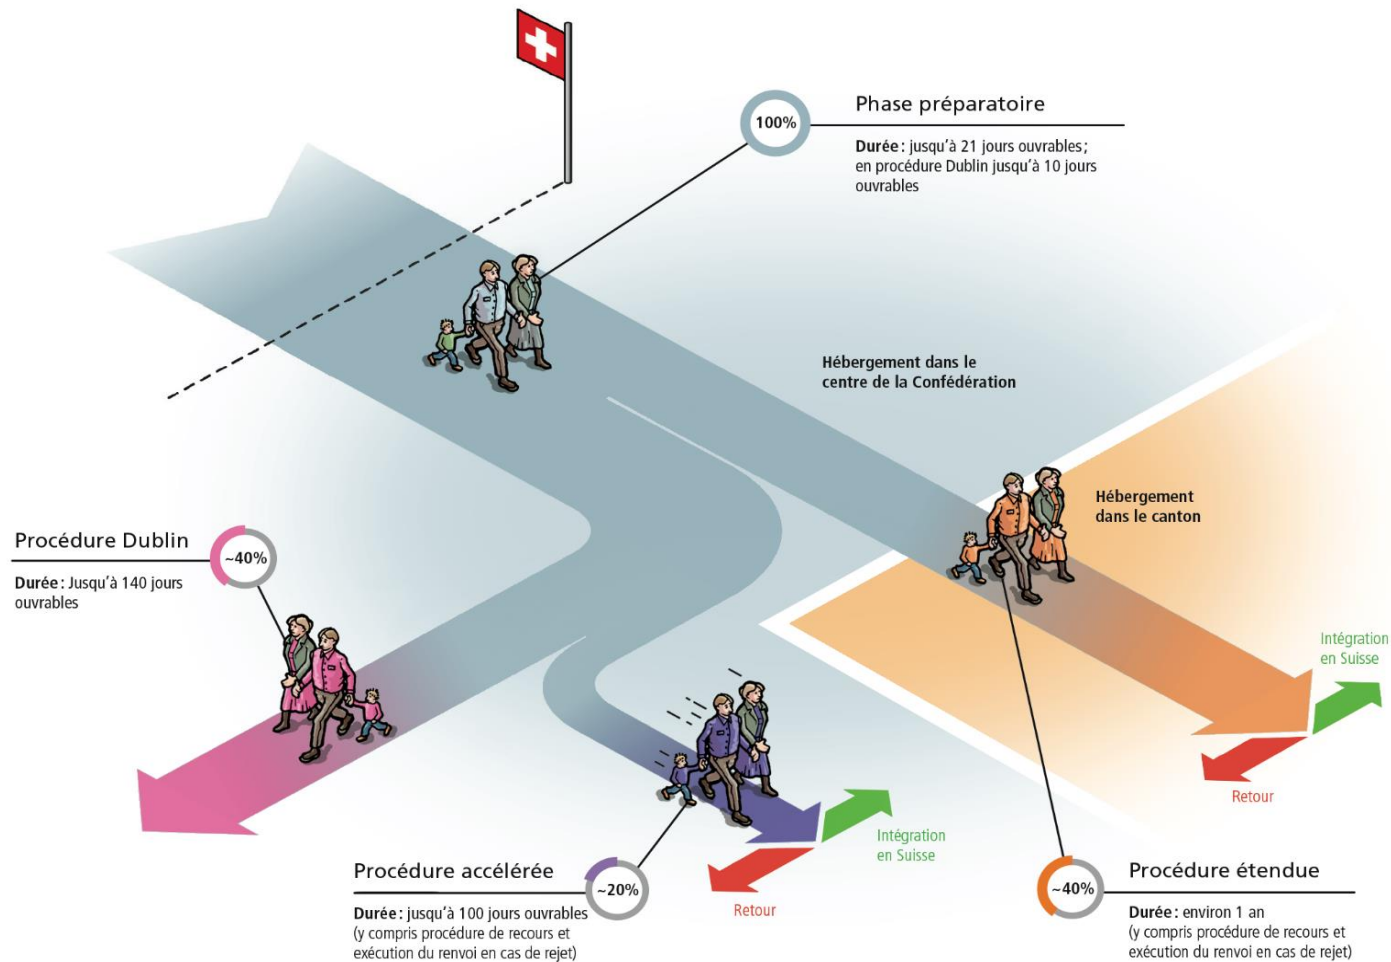 100%
Phase préparatoire
Durée : jusqu'à 21 jours ouvrables ;
en procédure Dublin jusqu'à 10 jours
ouvrables
Hébergement dans le
centre de la Confédération
Hébergement
dans le canton
Procédure Dublin
~40%
Durée : Jusqu'à 140 jours
ouvrables
Intégration
en Suisse
Retour
Intégration
en Suisse
Retour
Procédure accélérée
~20%
Durée : jusqu'à 100 jours ouvrables
(y compris procédure de recours et
exécution du renvoi en cas de rejet)
~40%
Procédure étendue
Durée : environ 1 an
(y compris procédure de recours et
exécution du renvoi en cas de rejet)